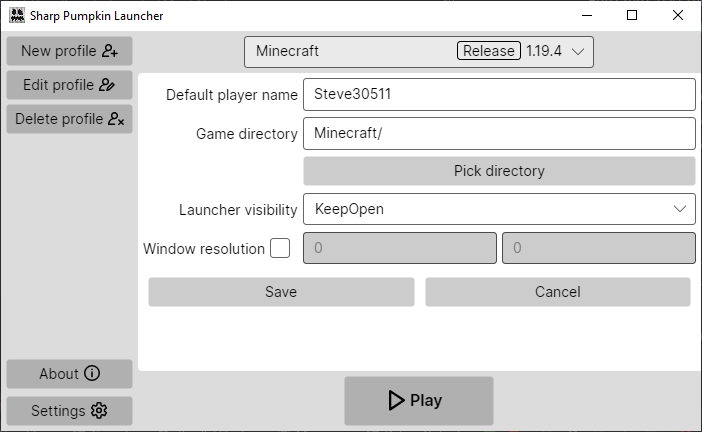 Sharp Pumpkin Launcher
New profile
Minecraft Release 1.19.4
Edit profile
Delete profile
Default player name Steve30511
Game directory Minecraft/
Pick directory
Launcher visibility KeepOpen
Window resolution 0 0
Save Cancel
About
Settings
Play